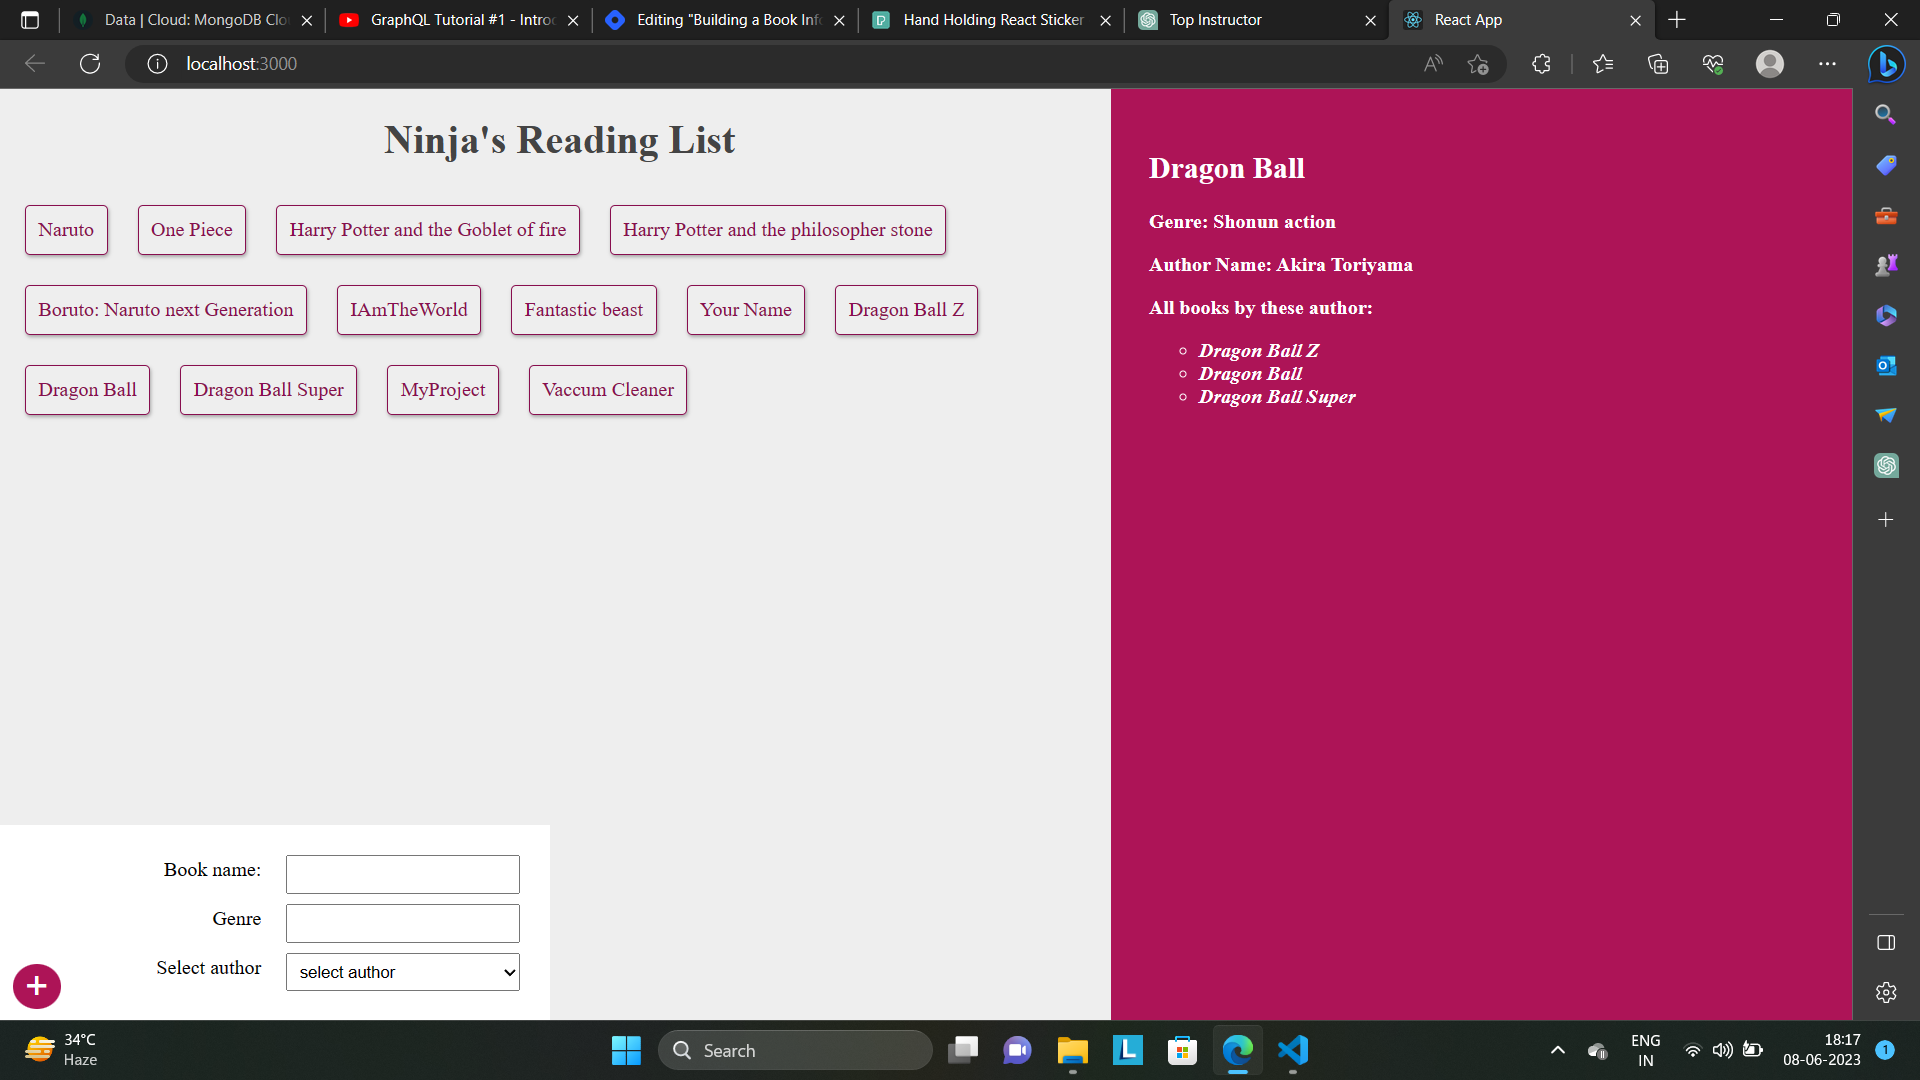 Data | Cloud: MongoDB Clo
GraphQL Tutorial #1 - Introd
Editing "Building a Book Info
Hand Holding React Sticker
Top Instructor
React App
localhost:3000
Ninja's Reading List
Naruto
One Piece
Harry Potter and the Goblet of fire
Harry Potter and the philosopher stone
Boruto: Naruto next Generation
IAmTheWorld
Fantastic beast
Your Name
Dragon Ball Z
Dragon Ball
Dragon Ball Super
MyProject
Vaccum Cleaner
Dragon Ball
Genre: Shonun action
Author Name: Akira Toriyama
All books by these author:
Dragon Ball Z
Dragon Ball
Dragon Ball Super
Book name:
Genre
Select author
select author
+
34°C
Haze
Search
ENG
IN
18:17
08-06-2023
1